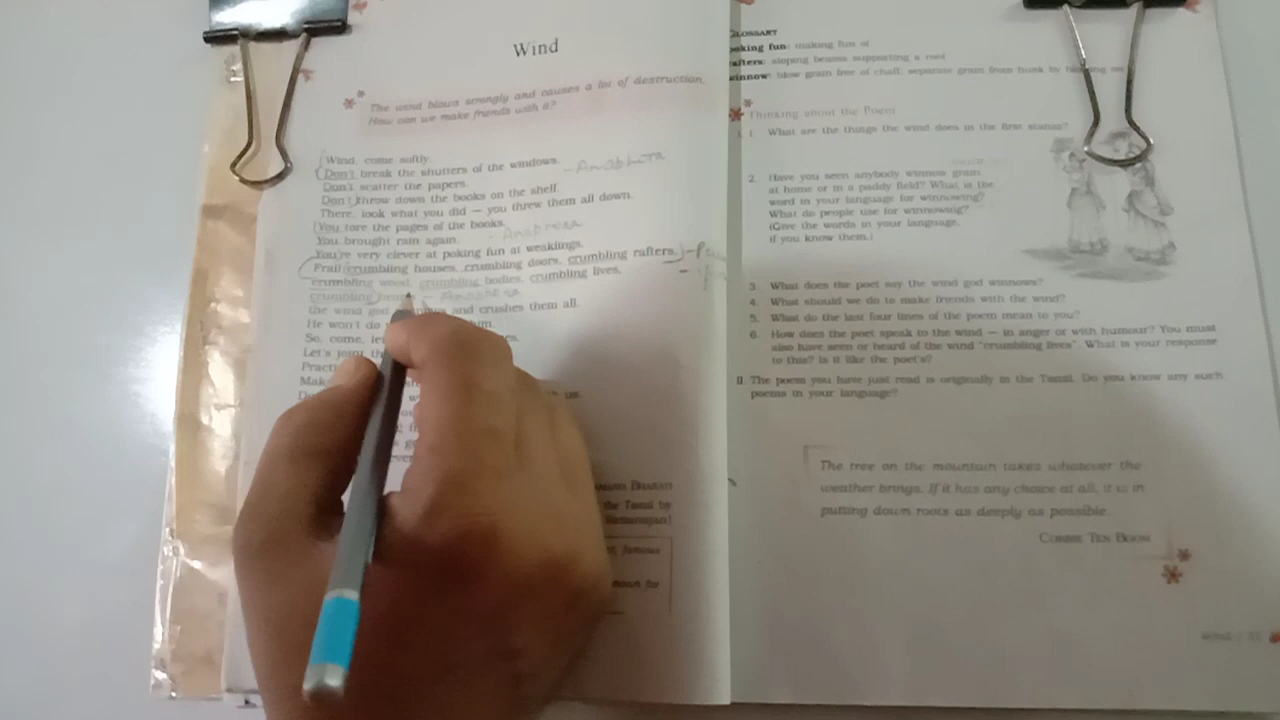 Wind
The wind blows strongly and causes a lot of destruction.
How can we make friends with it?
Wind, come softly.
Don't break the shutters of the windows.
Anaphora
Don't scatter the papers.
Don't throw down the books on the shelf.
There, look what you did — you threw them all down.
You tore the pages of the books.
Anaphora
You brought rain again.
You're very clever at poking fun at weaklings.
Frail crumbling houses, crumbling doors, crumbling rafters,
crumbling wood, crumbling bodies, crumbling lives,
crumbling Anaphora
the wind god and crushes them all.
He won't do
So, come,
Let's joint
the Tamil by
famous
GLOSSARY
making fun of
sloping beams supporting a roof
winnow: blow grain free of chaff; separate grain from husk by
Thinking about the Poem
I. 1. What are the things the wind does in the first stanza?
2. Have you seen anybody winnow grain
at home or in a paddy field? What is the
word in your language for winnowing?
What do people use for winnowing?
(Give the words in your language,
if you know them.)
3. What does the poet say the wind god winnows?
4. What should we do to make friends with the wind?
5. What do the last four lines of the poem mean to you?
6. How does the poet speak to the wind — in anger or with humour? You must
also have seen or heard of the wind "crumbling lives". What is your response
to this? Is it like the poet's?
II. The poem you have just read is originally in the Tamil. Do you know any such
poems in your language?
The tree on the mountain takes whatever the
weather brings. If it has any choice at all, it is in
putting down roots as deeply as possible.
CORRIE TEN BOOM